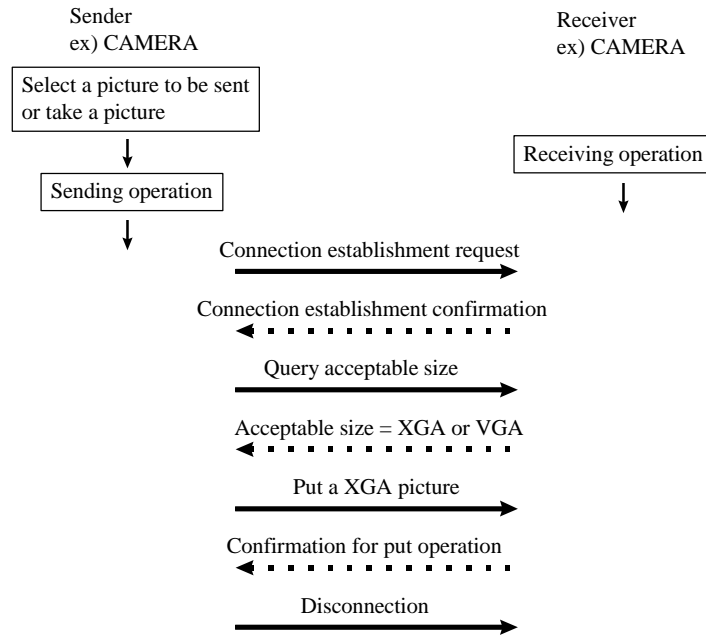 Sender
ex) CAMERA
Receiver
ex) CAMERA
Select a picture to be sent
or take a picture
Receiving operation
Sending operation
Connection establishment request
Connection establishment confirmation
Query acceptable size
Acceptable size = XGA or VGA
Put a XGA picture
Confirmation for put operation
Disconnection